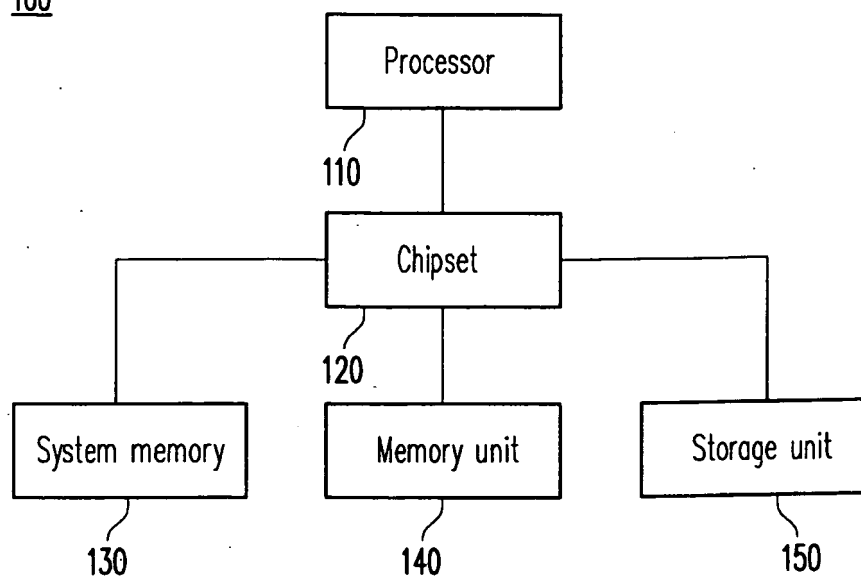 100
Processor
110
Chipset
120
System memory
Memory unit
Storage unit
130
140
150